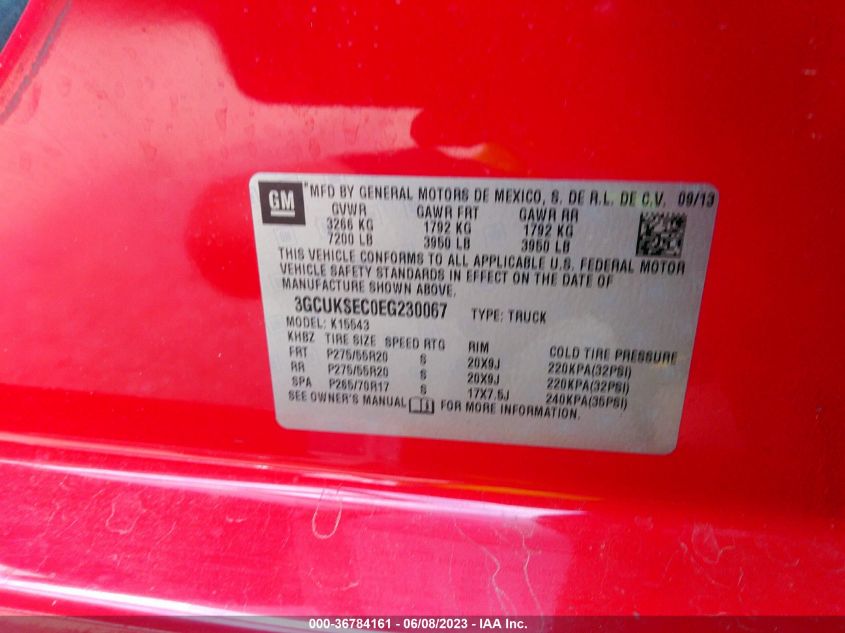 GM
*MFD BY GENERAL MOTORS DE MEXICO, S. DE R.L. DE C.V. 09/13
GVWR GAWR FRT GAWR RR
3266 KG 1792 KG 1792 KG
7200 LB 3950 LB 3950 LB
THIS VEHICLE CONFORMS TO ALL APPLICABLE U.S. FEDERAL MOTOR
VEHICLE SAFETY STANDARDS IN EFFECT ON THE DATE OF
MANUFACTURE SHOWN ABOVE.
3GCUKSEC0EG230067 TYPE: TRUCK
MODEL: K15543
KHBZ TIRE SIZE SPEED RTG RIM COLD TIRE PRESSURE
FRT P275/55R20 S 20X9J 220KPA(32PSI)
RR P275/55R20 S 20X9J 220KPA(32PSI)
SPA P265/70R17 S 17X7.5J 240KPA(35PSI)
SEE OWNER'S MANUAL FOR MORE INFORMATION.
000-36784161 - 06/08/2023 - IAA Inc.